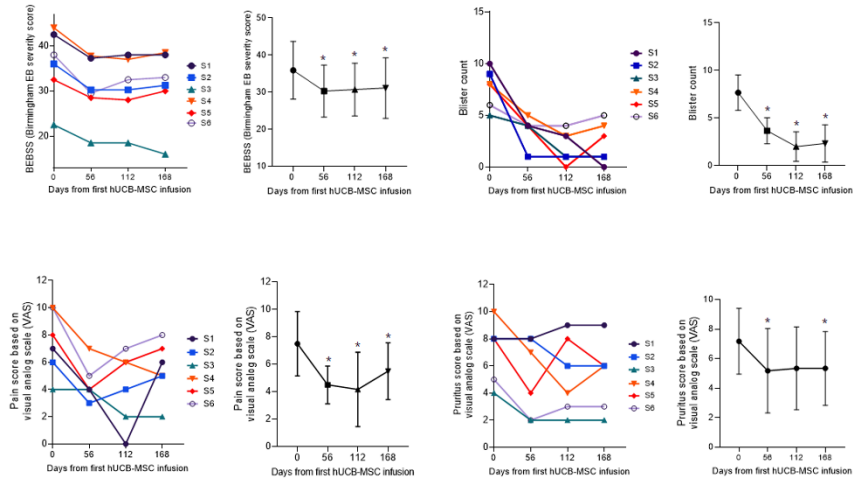 BEBSS (Birmingham EB severity score)
40
30
20
0
56
112
168
Days from first hUCB-MSC infusion
S1
S2
S3
S4
S5
S6
BEBSS (Birmingham EB severity score)
50
40
30
20
10
*
*
*
0
56
112
168
Days from first hUCB-MSC infusion
Blister count
15
10
5
0
0
56
112
168
Days from first hUCB-MSC infusion
S1
S2
S3
S4
S5
S6
Blister count
15
10
5
0
*
*
*
0
56
112
168
Days from first hUCB-MSC infusion
Pain score based on
visual analog scale (VAS)
12
10
8
6
4
2
0
0
56
112
168
Days from first hUCB-MSC infusion
S1
S2
S3
S4
S5
S6
Pain score based on
visual analog scale (VAS)
12
10
8
6
4
2
0
*
*
*
0
56
112
168
Days from first hUCB-MSC infusion
Pruritus score based on
visual analog scale (VAS)
12
10
8
6
4
2
0
0
56
112
168
Days from first hUCB-MSC infusion
S1
S2
S3
S4
S5
S6
Pruritus score based on
visual analog scale (VAS)
10
8
6
4
2
0
*
*
0
56
112
168
Days from first hUCB-MSC infusion